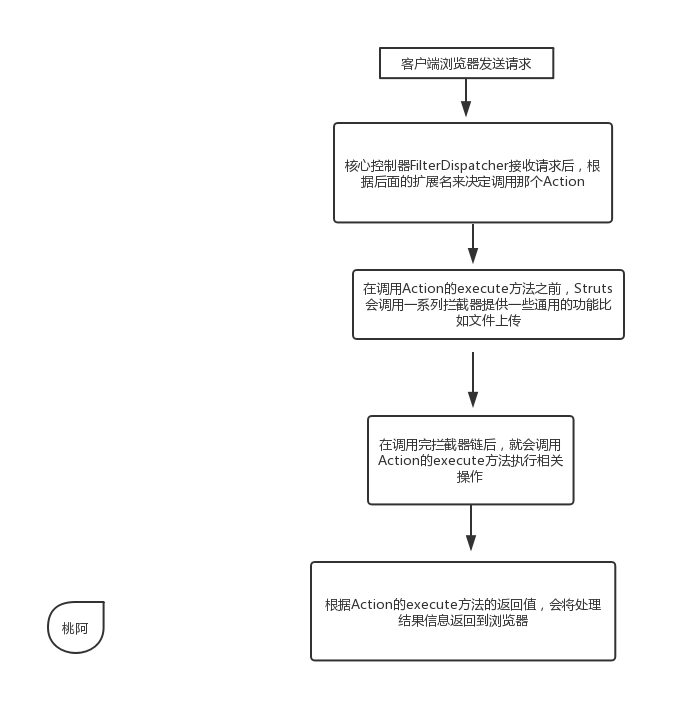 客户端浏览器发送请求
核心控制器FilterDispatcher接收请求后，根
据后面的扩展名来决定调用那个Action
在调用Action的execute方法之前，Struts
会调用一系列拦截器提供一些通用的功能比
如文件上传
在调用完拦截器链后，就会调用
Action的execute方法执行相关
操作
根据Action的execute方法的返回值，会将处理
结果信息返回到浏览器
桃阿